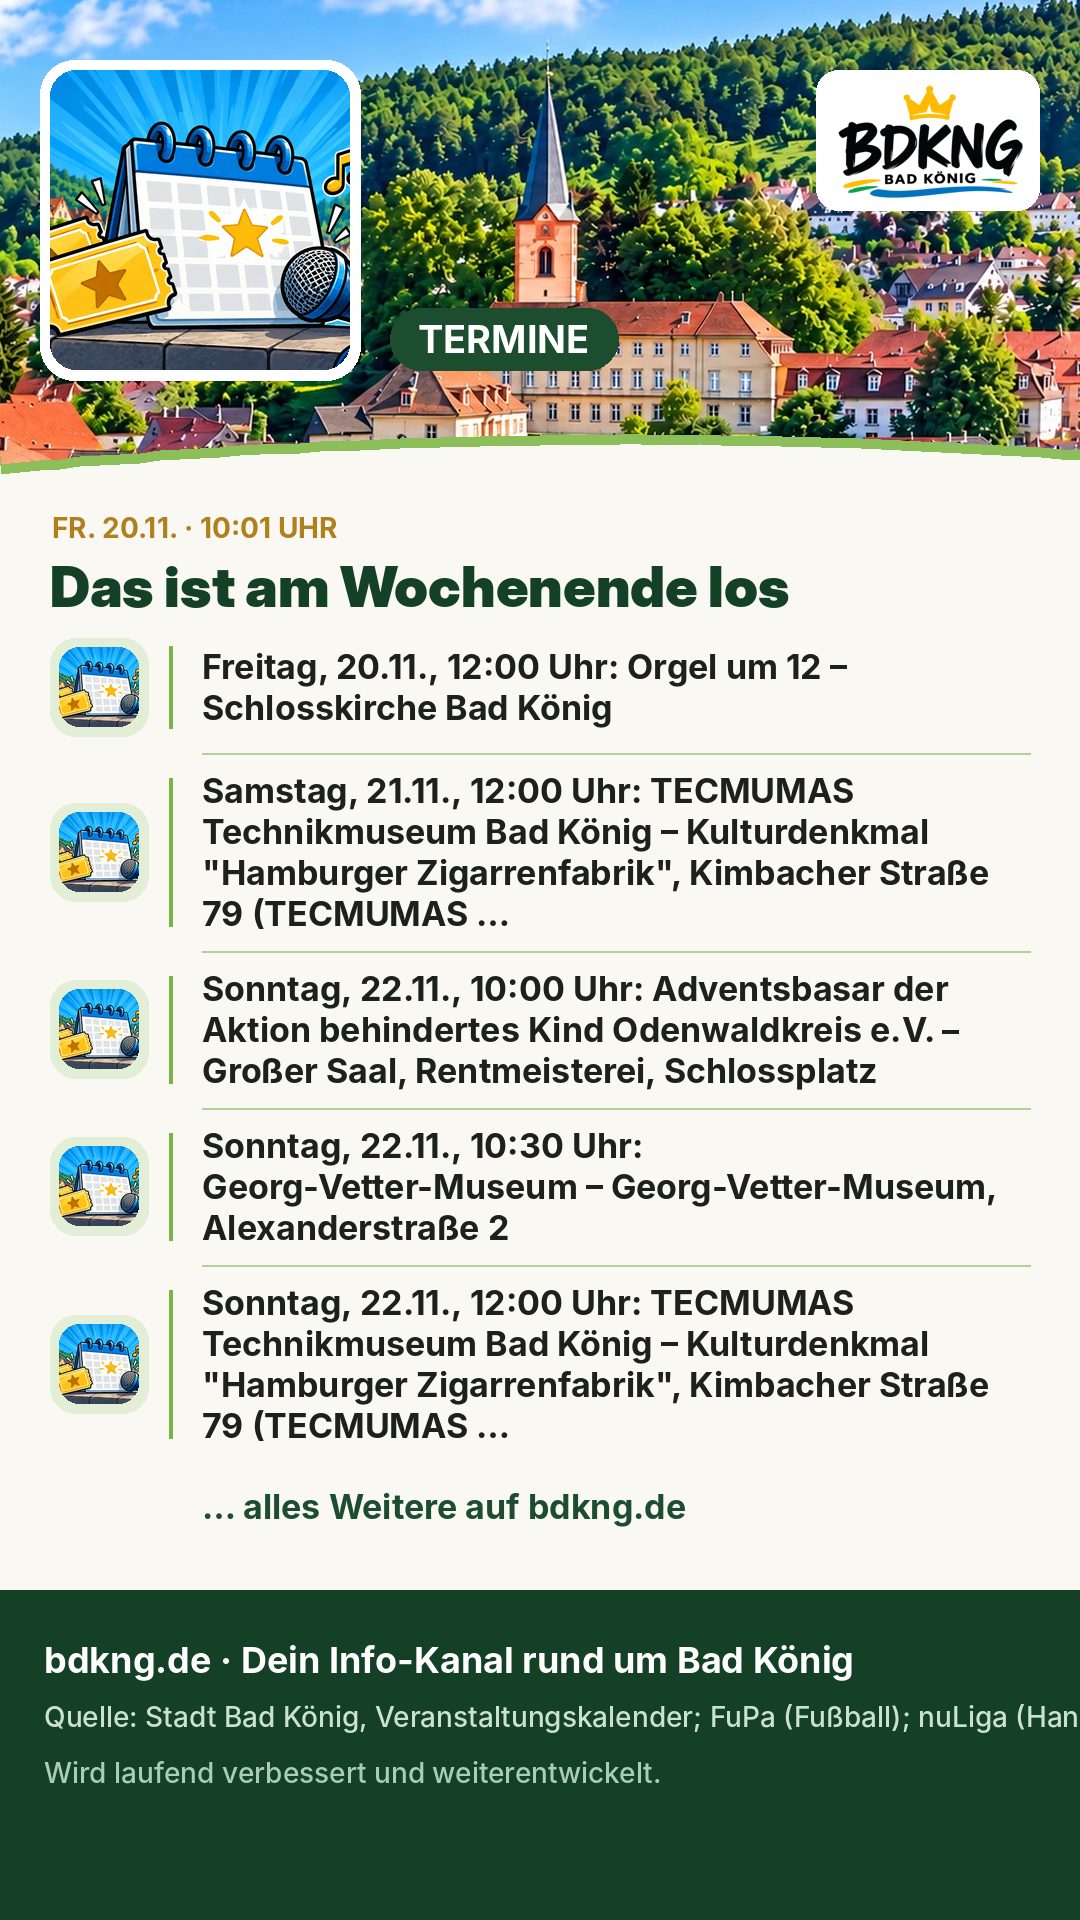 BDKNG
BAD KÖNIG
TERMINE
FR. 20.11. · 10:01 UHR
Das ist am Wochenende los
Freitag, 20.11., 12:00 Uhr: Orgel um 12 –
Schlosskirche Bad König
Samstag, 21.11., 12:00 Uhr: TECMUMAS
Technikmuseum Bad König – Kulturdenkmal
"Hamburger Zigarrenfabrik", Kimbacher Straße
79 (TECMUMAS ...
Sonntag, 22.11., 10:00 Uhr: Adventsbasar der
Aktion behindertes Kind Odenwaldkreis e.V. –
Großer Saal, Rentmeisterei, Schlossplatz
Sonntag, 22.11., 10:30 Uhr:
Georg-Vetter-Museum – Georg-Vetter-Museum,
Alexanderstraße 2
Sonntag, 22.11., 12:00 Uhr: TECMUMAS
Technikmuseum Bad König – Kulturdenkmal
"Hamburger Zigarrenfabrik", Kimbacher Straße
79 (TECMUMAS ...
... alles Weitere auf bdkng.de
bdkng.de · Dein Info-Kanal rund um Bad König
Quelle: Stadt Bad König, Veranstaltungskalender; FuPa (Fußball); nuLiga (Han
Wird laufend verbessert und weiterentwickelt.